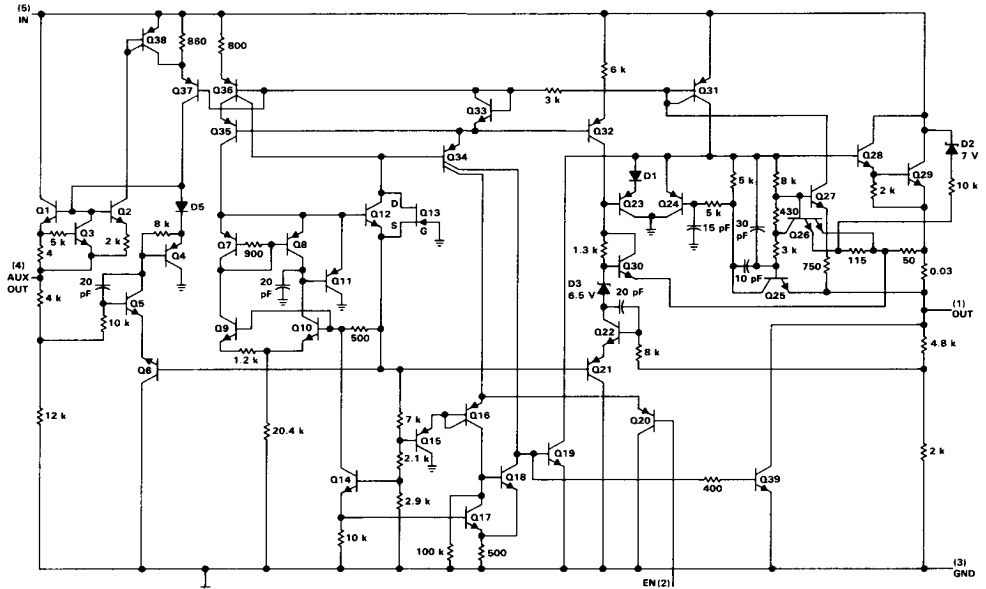 (5)
IN
Q38
860
800
Q37
Q36
6 k
Q33
3 k
Q31
Q35
Q32
Q34
Q28
D2
7 V
Q29
D1
5 k
8 k
Q27
2 k
10 k
Q1
Q2
D5
Q12
D
S
Q13
G
Q23
Q24
5 k
430
Q26
5 k
Q3
2 k
8 k
Q4
Q7
900
Q8
1.3 k
15 pF
30
pF
3 k
115
50
4
(4)
AUX
OUT
20
pF
20
pF
Q11
Q30
10 pF
750
0.03
D3
6.5 V
20 pF
Q25
4 k
Q5
10 k
Q9
Q10
500
Q22
(1)
OUT
1.2 k
8 k
4.8 k
Q6
Q21
12 k
20.4 k
7 k
Q15
Q16
Q20
2.1 k
Q19
2 k
Q14
Q18
400
Q39
2.9 k
Q17
10 k
100 k
500
(3)
GND
EN (2)